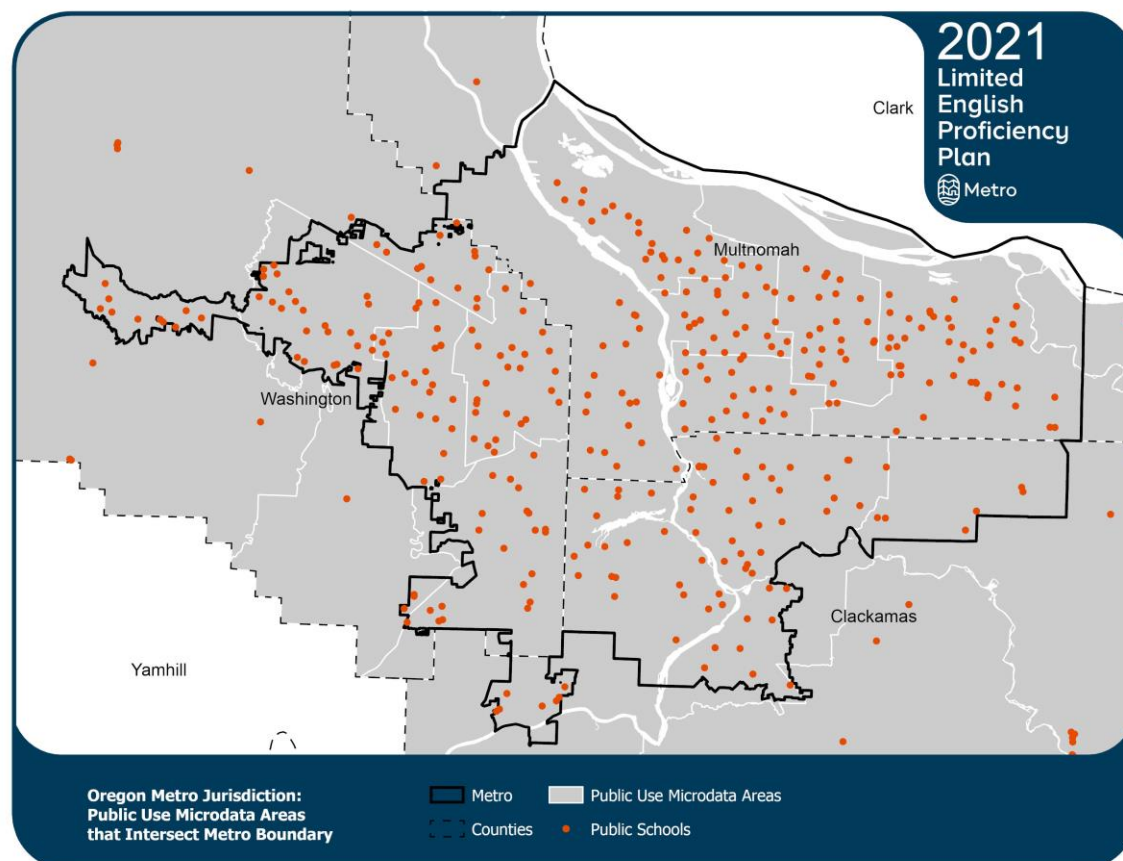 2021
Limited
English
Proficiency
Plan
Metro
Clark
Multnomah
Washington
Clackamas
Yamhill
Oregon Metro Jurisdiction:
Public Use Microdata Areas
that Intersect Metro Boundary
Metro
Public Use Microdata Areas
Counties
Public Schools